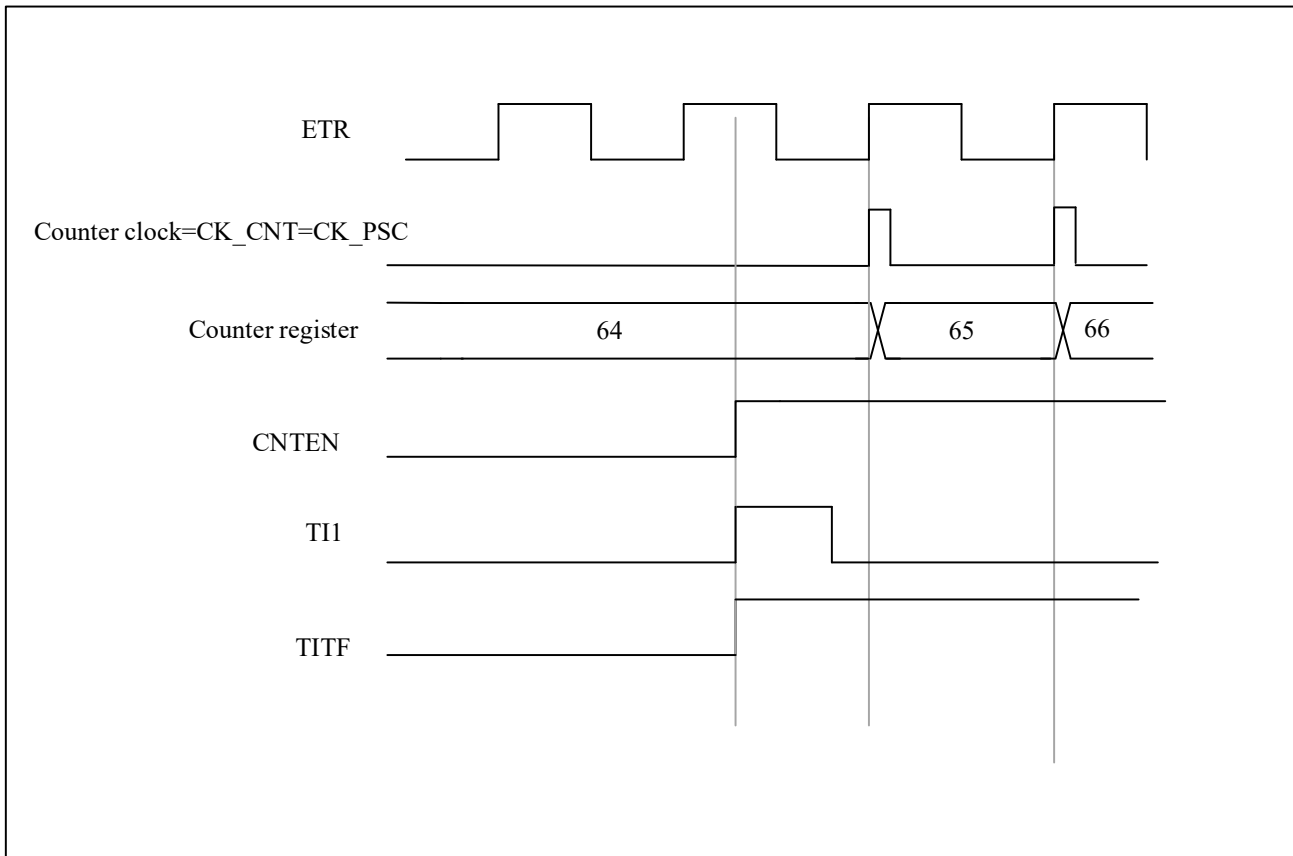 ETR
Counter clock=CK_CNT=CK_PSC
Counter register
64
65
66
CNTEN
TI1
TITF